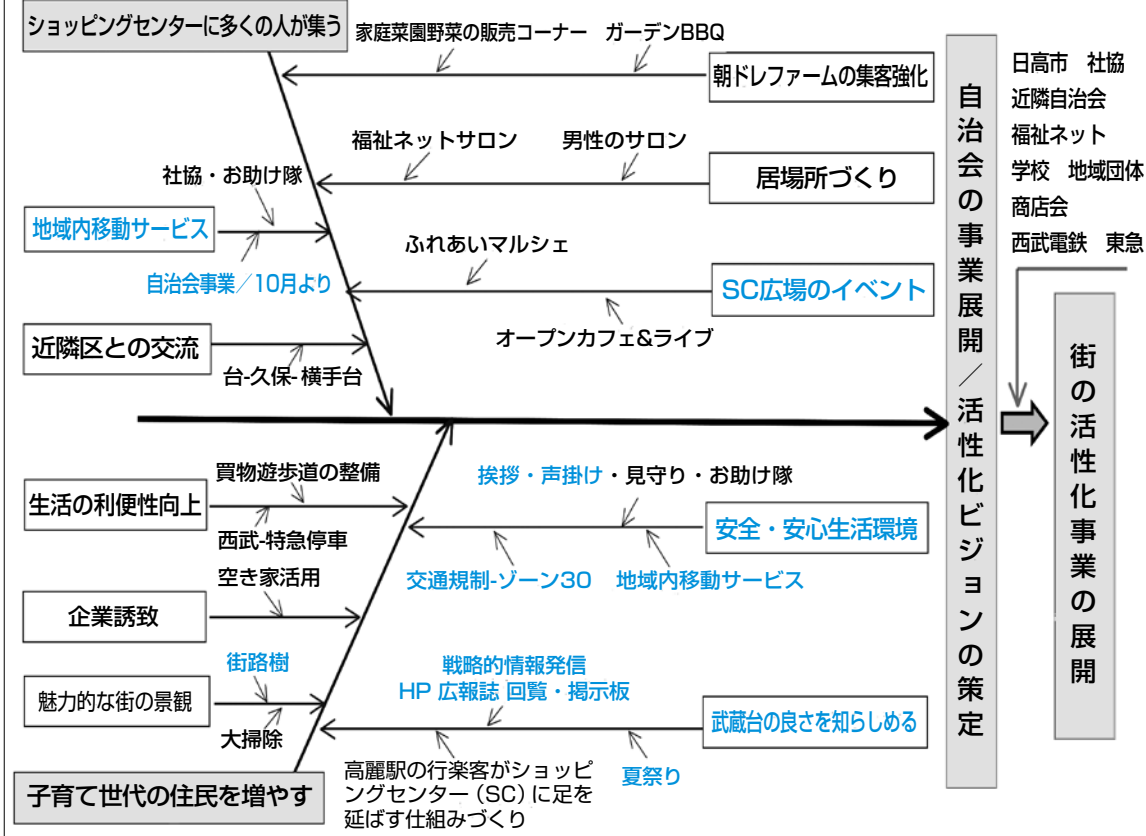 ショッピングセンターに多くの人が集う
家庭菜園野菜の販売コーナー　ガーデンBBQ
朝ドレファームの集客強化
福祉ネットサロン　男性のサロン
居場所づくり
社協・お助け隊
地域内移動サービス
自治会事業／10月より
ふれあいマルシェ
SC広場のイベント
オープンカフェ&ライブ
近隣区との交流
台-久保-横手台
買物遊歩道の整備
生活の利便性向上
西武-特急停車
挨拶・声掛け・見守り・お助け隊
安全・安心生活環境
交通規制-ゾーン30　地域内移動サービス
空き家活用
企業誘致
街路樹
魅力的な街の景観
大掃除
戦略的情報発信
HP 広報誌 回覧・掲示板
武蔵台の良さを知らしめる
高麗駅の行楽客がショッピ
ングセンター（SC）に足を
延ばす仕組みづくり
夏祭り
子育て世代の住民を増やす
自治会の事業展開／活性化ビジョンの策定
日高市　社協
近隣自治会
福祉ネット
学校　地域団体
商店会
西武電鉄　東急
街の活性化事業の展開